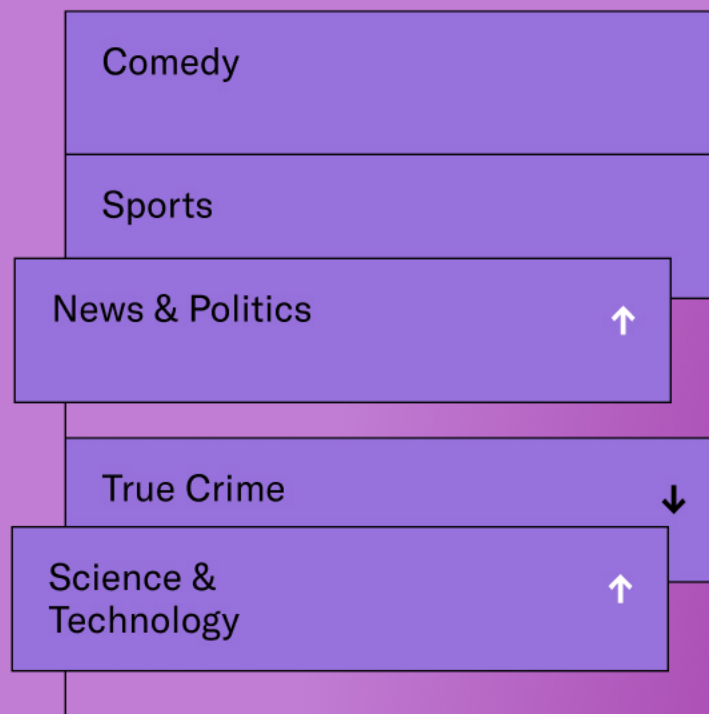 Comedy
Sports
News & Politics
↑
True Crime
↓
Science &
Technology
↑